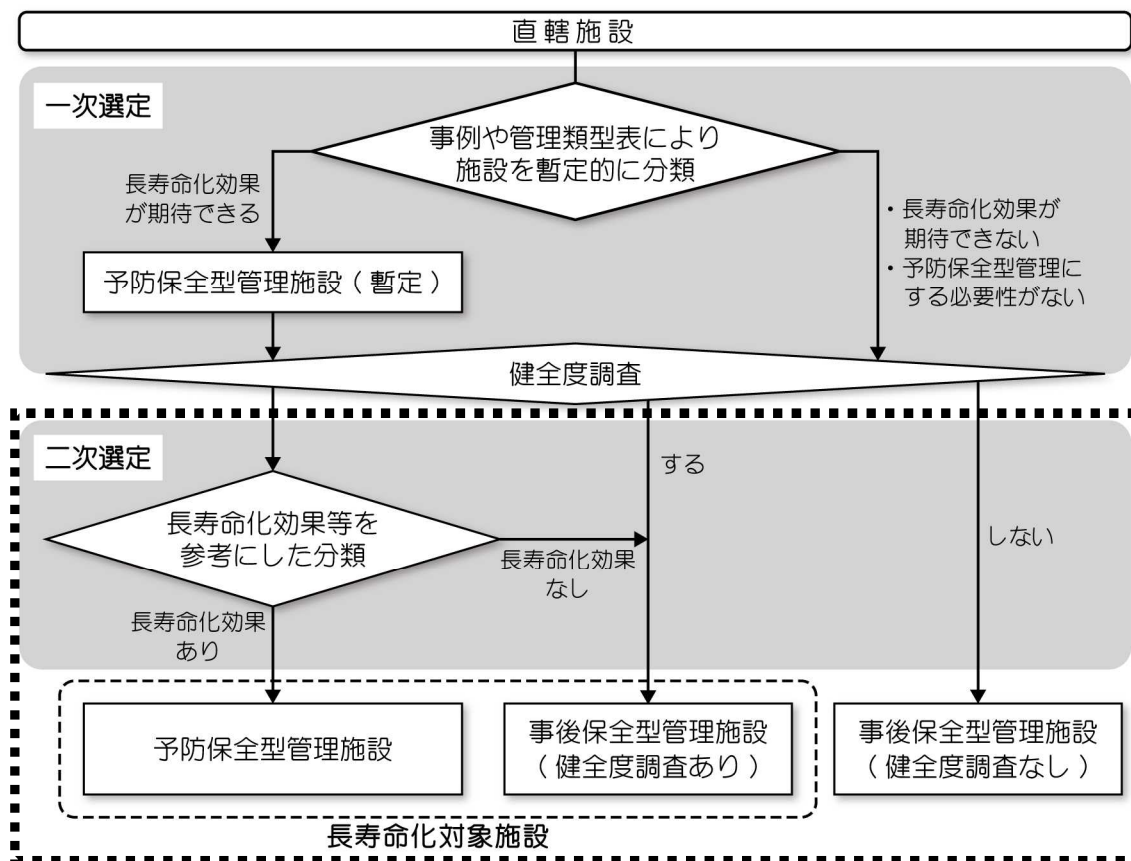 直轄施設
一次選定
事例や管理類型表により
施設を暫定的に分類
長寿命化効果
が期待できる
・長寿命化効果が
期待できない
・予防保全型管理に
する必要性がない
予防保全型管理施設（暫定）
健全度調査
二次選定
する
しない
長寿命化効果等を
参考にした分類
長寿命化効果
なし
長寿命化効果
あり
予防保全型管理施設
事後保全型管理施設
（健全度調査あり）
事後保全型管理施設
（健全度調査なし）
長寿命化対象施設